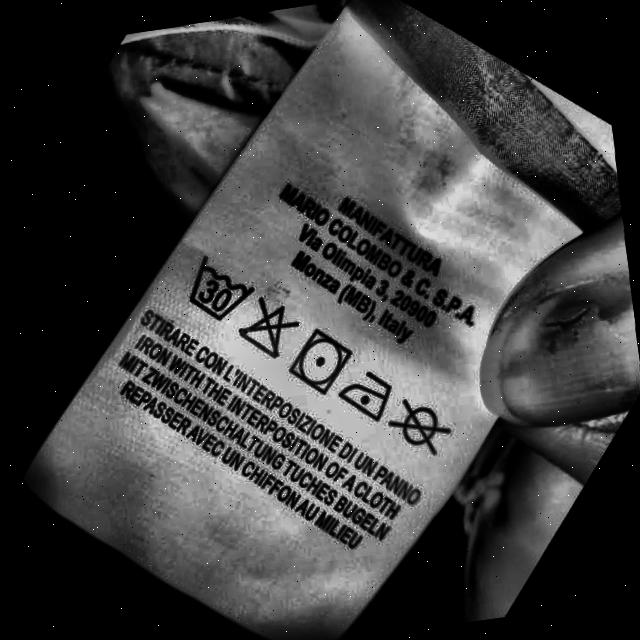 MANIFATTURA
MARIO COLOMBO & C. S.P.A.
Via Olimpia 3, 20900
Monza (MB), Italy
30
STIRARE CON L'INTERPOSIZIONE DI UN PANNO
IRON WITH THE INTERPOSITION OF A CLOTH
MIT ZWISCHENSCHALTUNG TUCHES BUGELN
REPASSER AVEC UN CHIFFON AU MILIEU